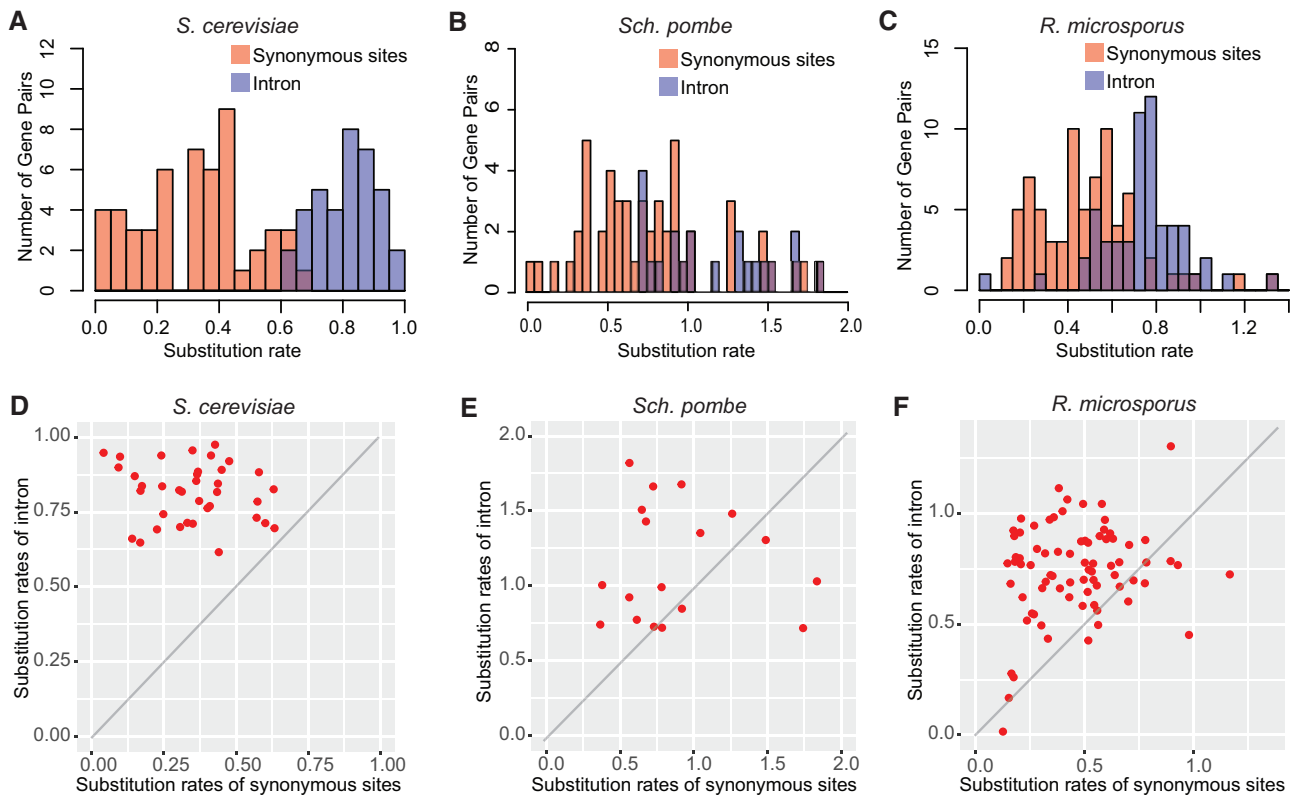 A
S. cerevisiae
Number of Gene Pairs
12
10
8
6
4
2
0
Synonymous sites
Intron
0.0 0.2 0.4 0.6 0.8 1.0
Substitution rate
B
Sch. pombe
Number of Gene Pairs
8
6
4
2
0
Synonymous sites
Intron
0.0 0.5 1.0 1.5 2.0
Substitution rate
C
R. microsporus
Number of Gene Pairs
15
10
5
0
Synonymous sites
Intron
0.0 0.4 0.8 1.2
Substitution rate
D
S. cerevisiae
Substitution rates of intron
1.00
0.75
0.50
0.25
0.00
0.00 0.25 0.50 0.75 1.00
Substitution rates of synonymous sites
E
Sch. pombe
Substitution rates of intron
2.0
1.5
1.0
0.5
0.0
0.0 0.5 1.0 1.5 2.0
Substitution rates of synonymous sites
F
R. microsporus
Substitution rates of intron
1.0
0.5
0.0
0.0 0.5 1.0
Substitution rates of synonymous sites